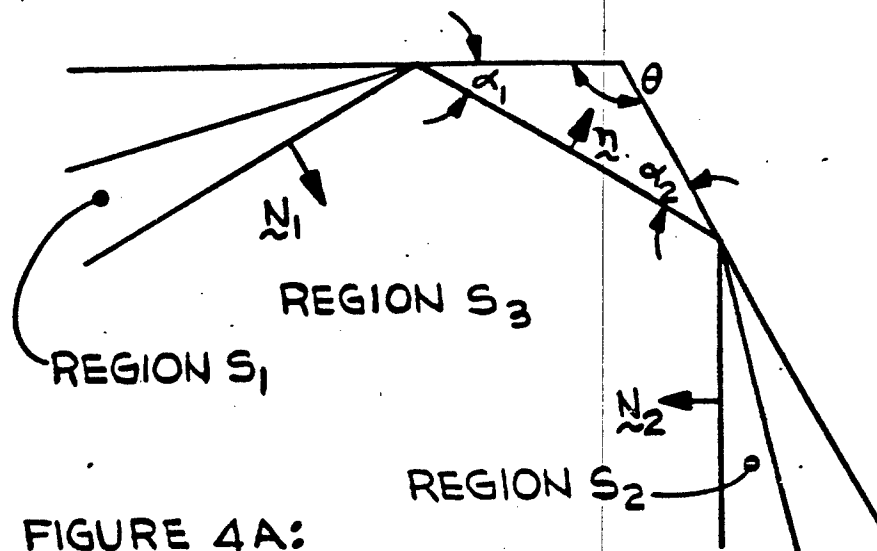 α₁
θ
n
α₂
N₁
REGION S₃
REGION S₁
N₂
REGION S₂
FIGURE 4A: